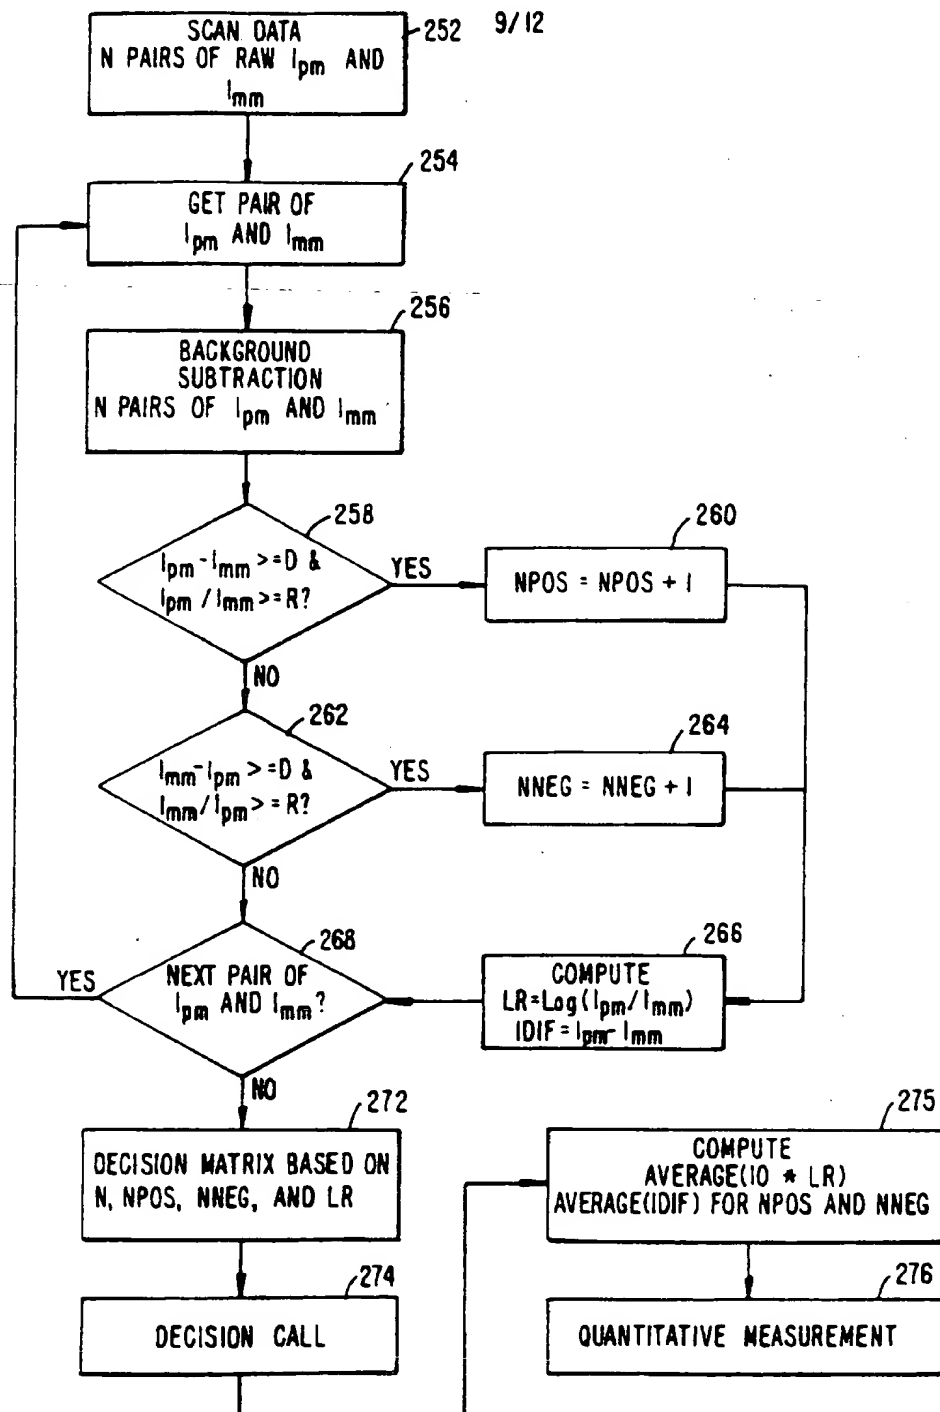 9/12
SCAN DATA
N PAIRS OF RAW Ipm AND
Imm
252
254
GET PAIR OF
Ipm AND Imm
256
BACKGROUND
SUBTRACTION
N PAIRS OF Ipm AND Imm
258
Ipm-Imm >=D &
Ipm/Imm >=R?
YES
260
NPOS = NPOS + 1
NO
262
Imm-Ipm >=D &
Imm/Ipm >=R?
YES
264
NNEG = NNEG + 1
NO
268
NEXT PAIR OF
Ipm AND Imm?
YES
266
COMPUTE
LR=Log(Ipm/Imm)
IDIF=Ipm-Imm
NO
272
DECISION MATRIX BASED ON
N, NPOS, NNEG, AND LR
274
DECISION CALL
275
COMPUTE
AVERAGE(10 * LR)
AVERAGE(IDIF) FOR NPOS AND NNEG
276
QUANTITATIVE MEASUREMENT